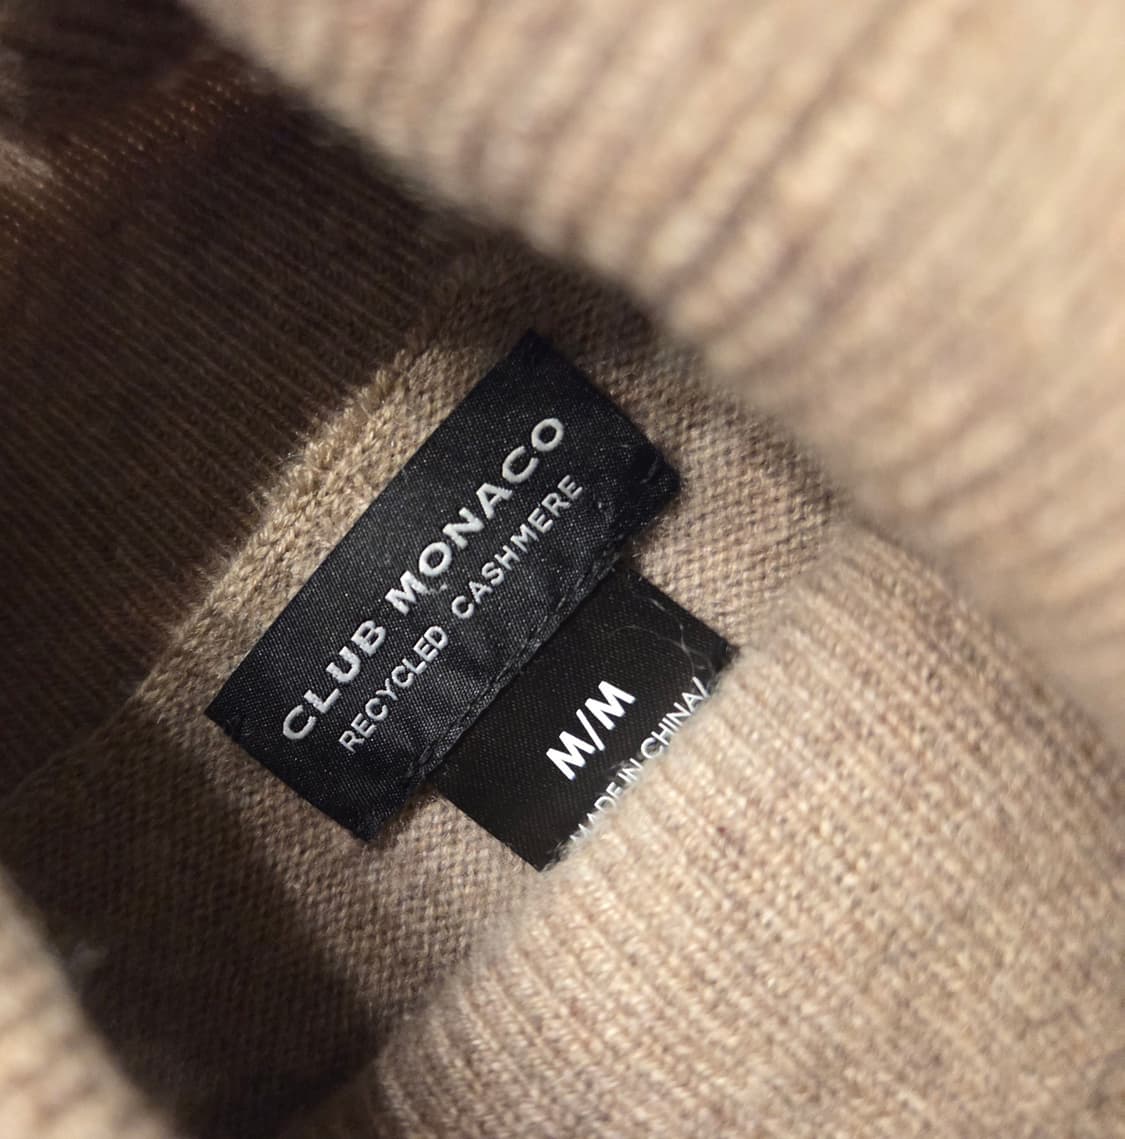 CLUB MONACO
RECYCLED CASHMERE
M/M
MADE IN CHINA/